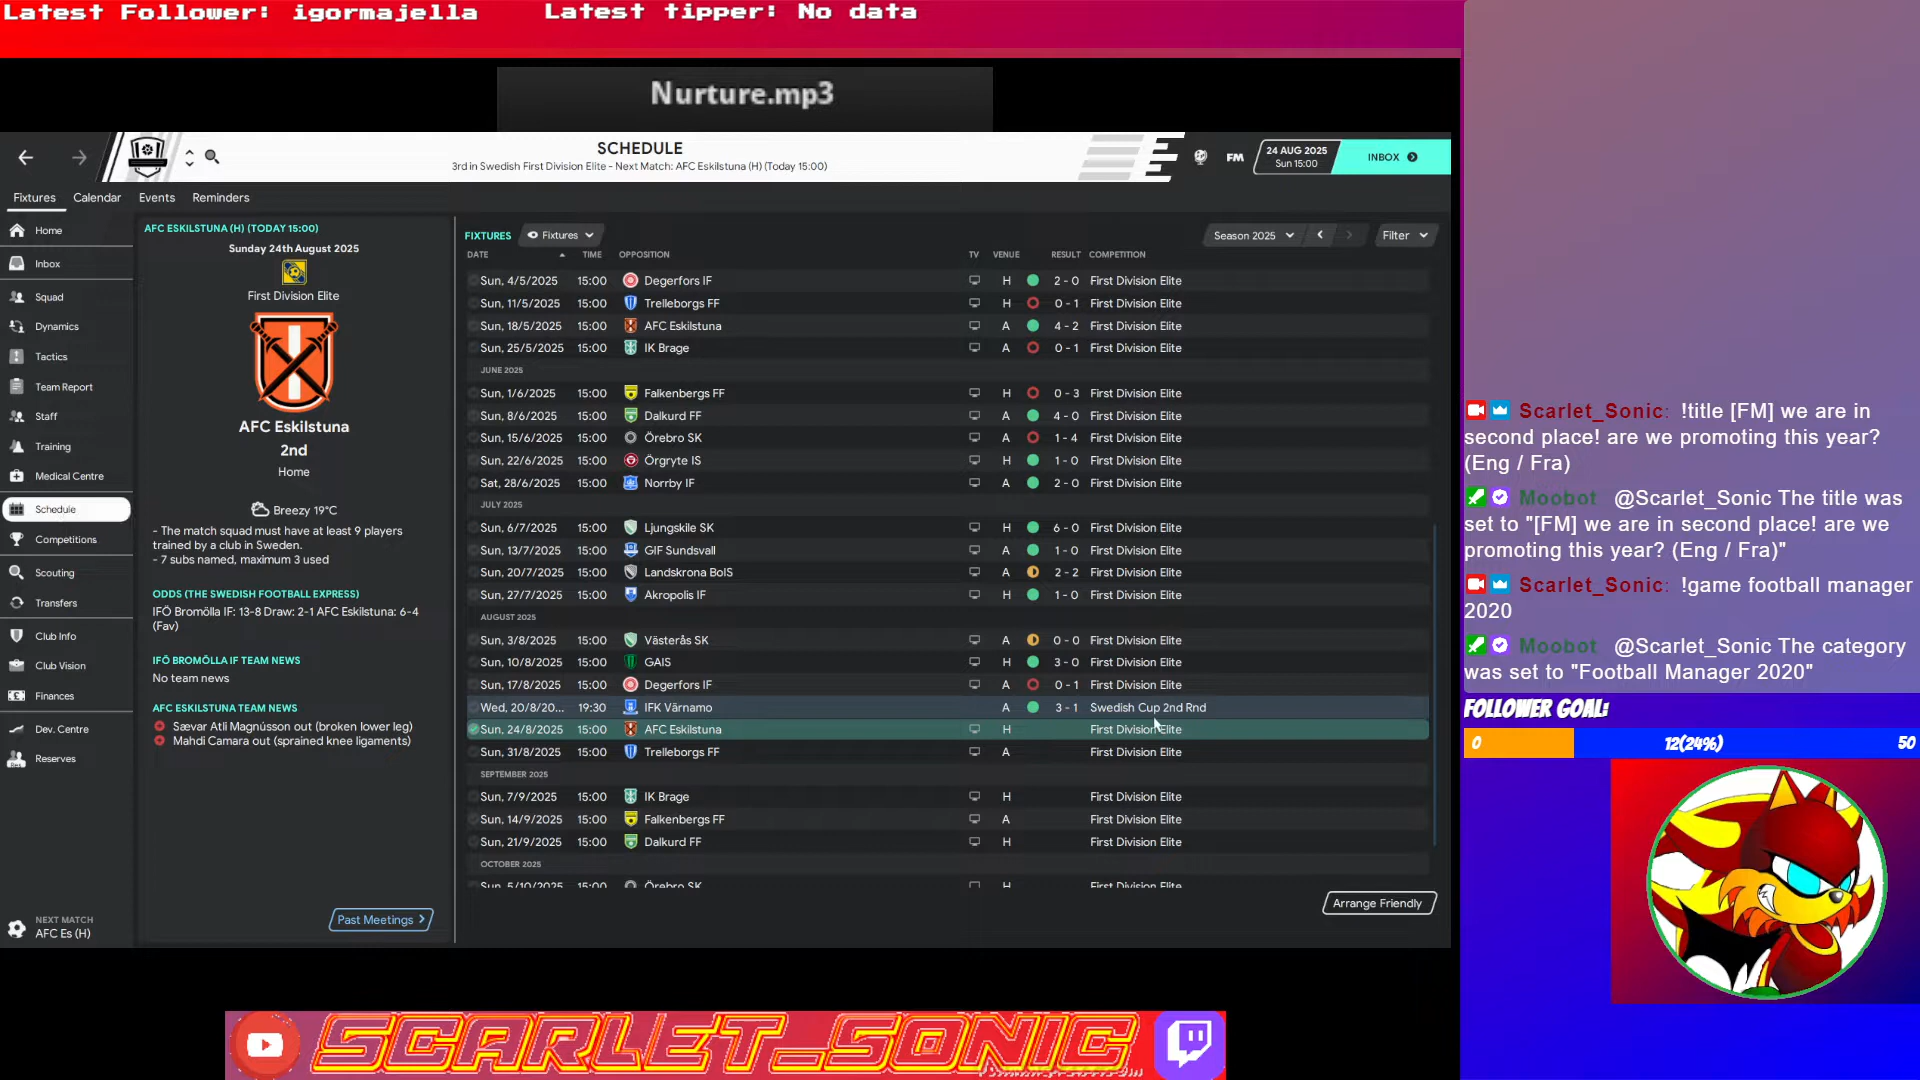 Latest Follower: igormajella Latest tipper: No data
Nurture.mp3
SCHEDULE
3rd in Swedish First Division Elite - Next Match: AFC Eskilstuna (H) (Today 15:00)
FM
24 AUG 2025
Sun 15:00
INBOX
Fixtures Calendar Events Reminders
Home
Inbox
Squad
Dynamics
Tactics
Team Report
Staff
Training
Medical Centre
Schedule
Competitions
Scouting
Transfers
Club Info
Club Vision
Finances
Dev. Centre
Reserves
NEXT MATCH
AFC Es (H)
AFC ESKILSTUNA (H) (TODAY 15:00)
Sunday 24th August 2025
First Division Elite
AFC Eskilstuna
2nd
Home
Breezy 19°C
- The match squad must have at least 9 players
trained by a club in Sweden.
- 7 subs named, maximum 3 used
ODDS (THE SWEDISH FOOTBALL EXPRESS)
IFÖ Bromölla IF: 13-8 Draw: 2-1 AFC Eskilstuna: 6-4
(Fav)
IFÖ BROMÖLLA IF TEAM NEWS
No team news
AFC ESKILSTUNA TEAM NEWS
Sævar Atli Magnússon out (broken lower leg)
Mahdi Camara out (sprained knee ligaments)
Past Meetings
FIXTURES Fixtures Season 2025 Filter
DATE TIME OPPOSITION TV VENUE RESULT COMPETITION
Sun, 4/5/2025 15:00 Degerfors IF H 2 - 0 First Division Elite
Sun, 11/5/2025 15:00 Trelleborgs FF H 0 - 1 First Division Elite
Sun, 18/5/2025 15:00 AFC Eskilstuna A 4 - 2 First Division Elite
Sun, 25/5/2025 15:00 IK Brage A 0 - 1 First Division Elite
JUNE 2025
Sun, 1/6/2025 15:00 Falkenbergs FF H 0 - 3 First Division Elite
Sun, 8/6/2025 15:00 Dalkurd FF A 4 - 0 First Division Elite
Sun, 15/6/2025 15:00 Örebro SK A 1 - 4 First Division Elite
Sun, 22/6/2025 15:00 Örgryte IS H 1 - 0 First Division Elite
Sat, 28/6/2025 15:00 Norrby IF A 2 - 0 First Division Elite
JULY 2025
Sun, 6/7/2025 15:00 Ljungskile SK H 6 - 0 First Division Elite
Sun, 13/7/2025 15:00 GIF Sundsvall A 1 - 0 First Division Elite
Sun, 20/7/2025 15:00 Landskrona BoIS A 2 - 2 First Division Elite
Sun, 27/7/2025 15:00 Akropolis IF H 1 - 0 First Division Elite
AUGUST 2025
Sun, 3/8/2025 15:00 Västerås SK A 0 - 0 First Division Elite
Sun, 10/8/2025 15:00 GAIS H 3 - 0 First Division Elite
Sun, 17/8/2025 15:00 Degerfors IF A 0 - 1 First Division Elite
Wed, 20/8/20... 19:30 IFK Värnamo A 3 - 1 Swedish Cup 2nd Rnd
Sun, 24/8/2025 15:00 AFC Eskilstuna H First Division Elite
Sun, 31/8/2025 15:00 Trelleborgs FF A First Division Elite
SEPTEMBER 2025
Sun, 7/9/2025 15:00 IK Brage H First Division Elite
Sun, 14/9/2025 15:00 Falkenbergs FF A First Division Elite
Sun, 21/9/2025 15:00 Dalkurd FF H First Division Elite
OCTOBER 2025
Sun, 5/10/2025 15:00 Örebro SK H First Division Elite
Arrange Friendly
Scarlet_Sonic: !title [FM] we are in
second place! are we promoting this year?
(Eng / Fra)
Moobot @Scarlet_Sonic The title was
set to "[FM] we are in second place! are we
promoting this year? (Eng / Fra)"
Scarlet_Sonic: !game football manager
2020
Moobot @Scarlet_Sonic The category
was set to "Football Manager 2020"
FOLLOWER GOAL:
0 12(24%) 50
SCARLET_SONIC